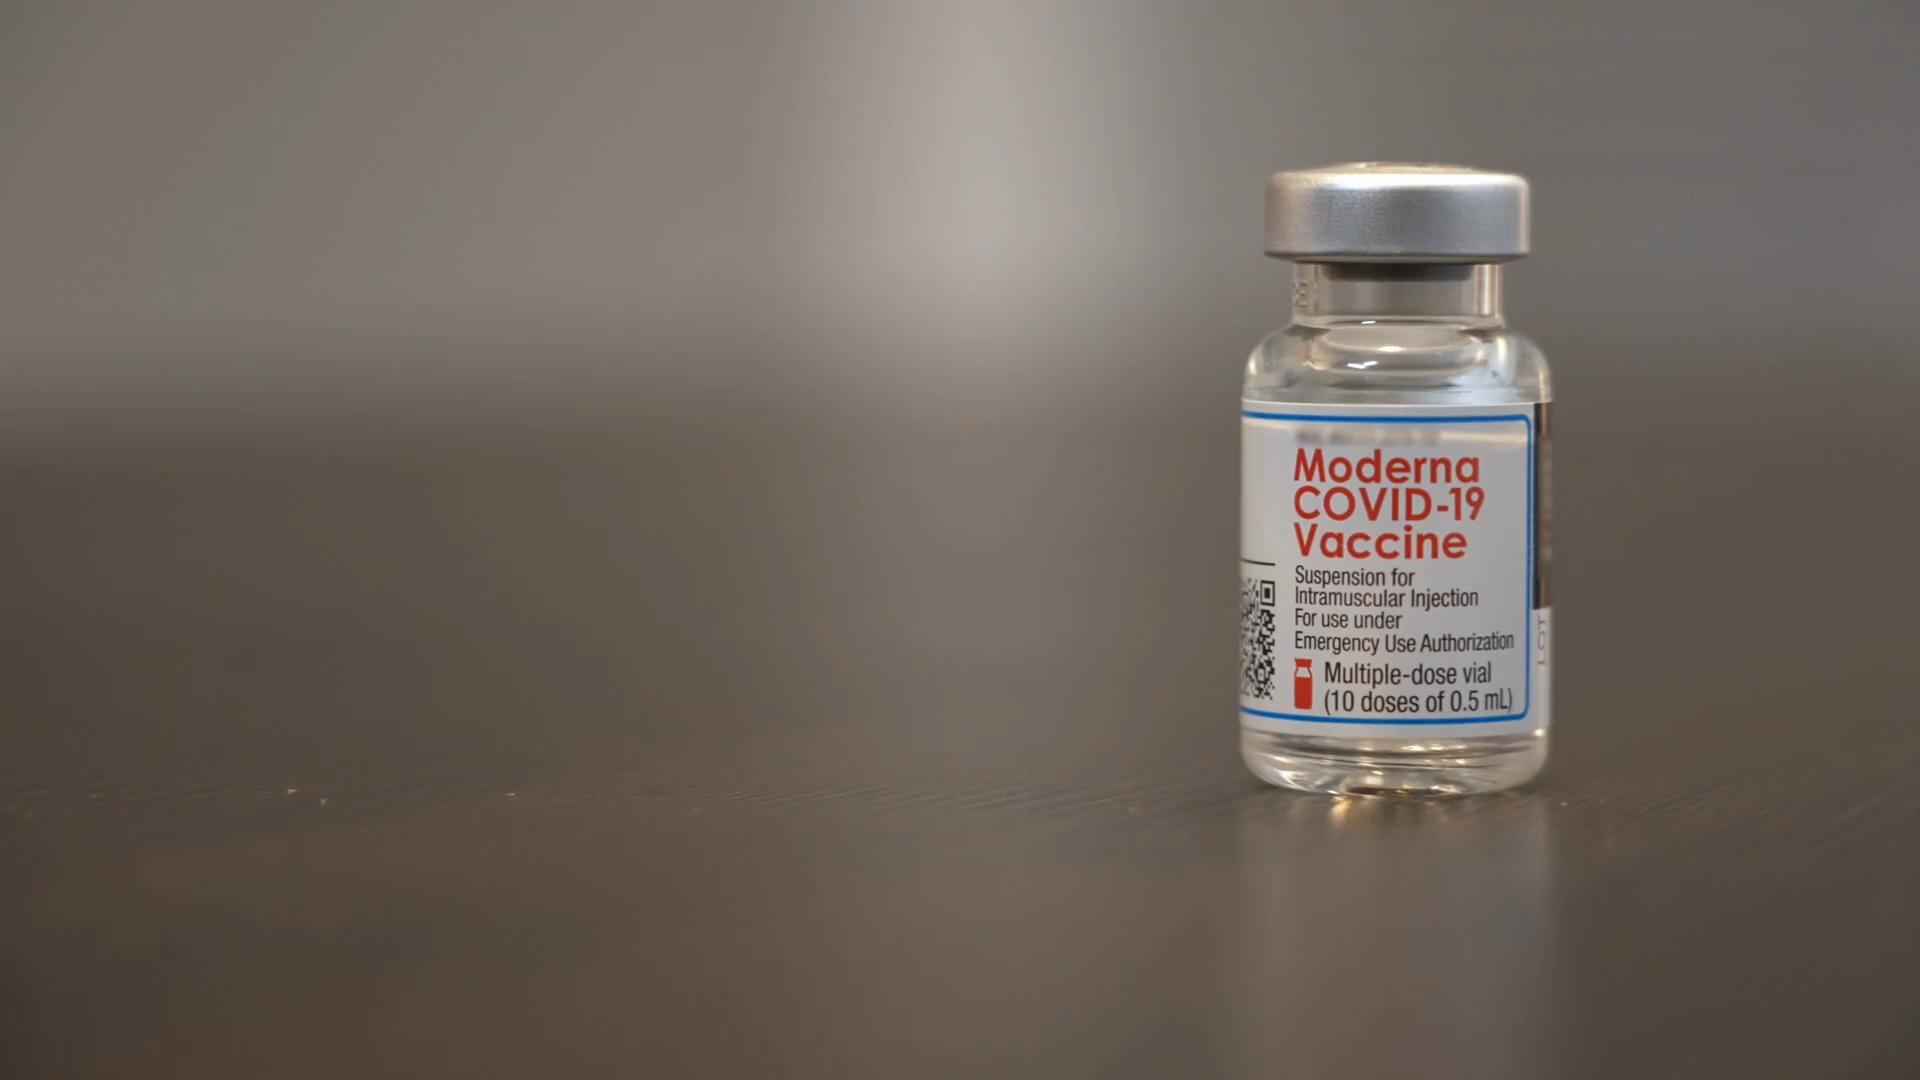 Moderna
COVID-19
Vaccine
Suspension for
Intramuscular Injection
For use under
Emergency Use Authorization
Multiple-dose vial
(10 doses of 0.5 mL)
LOT